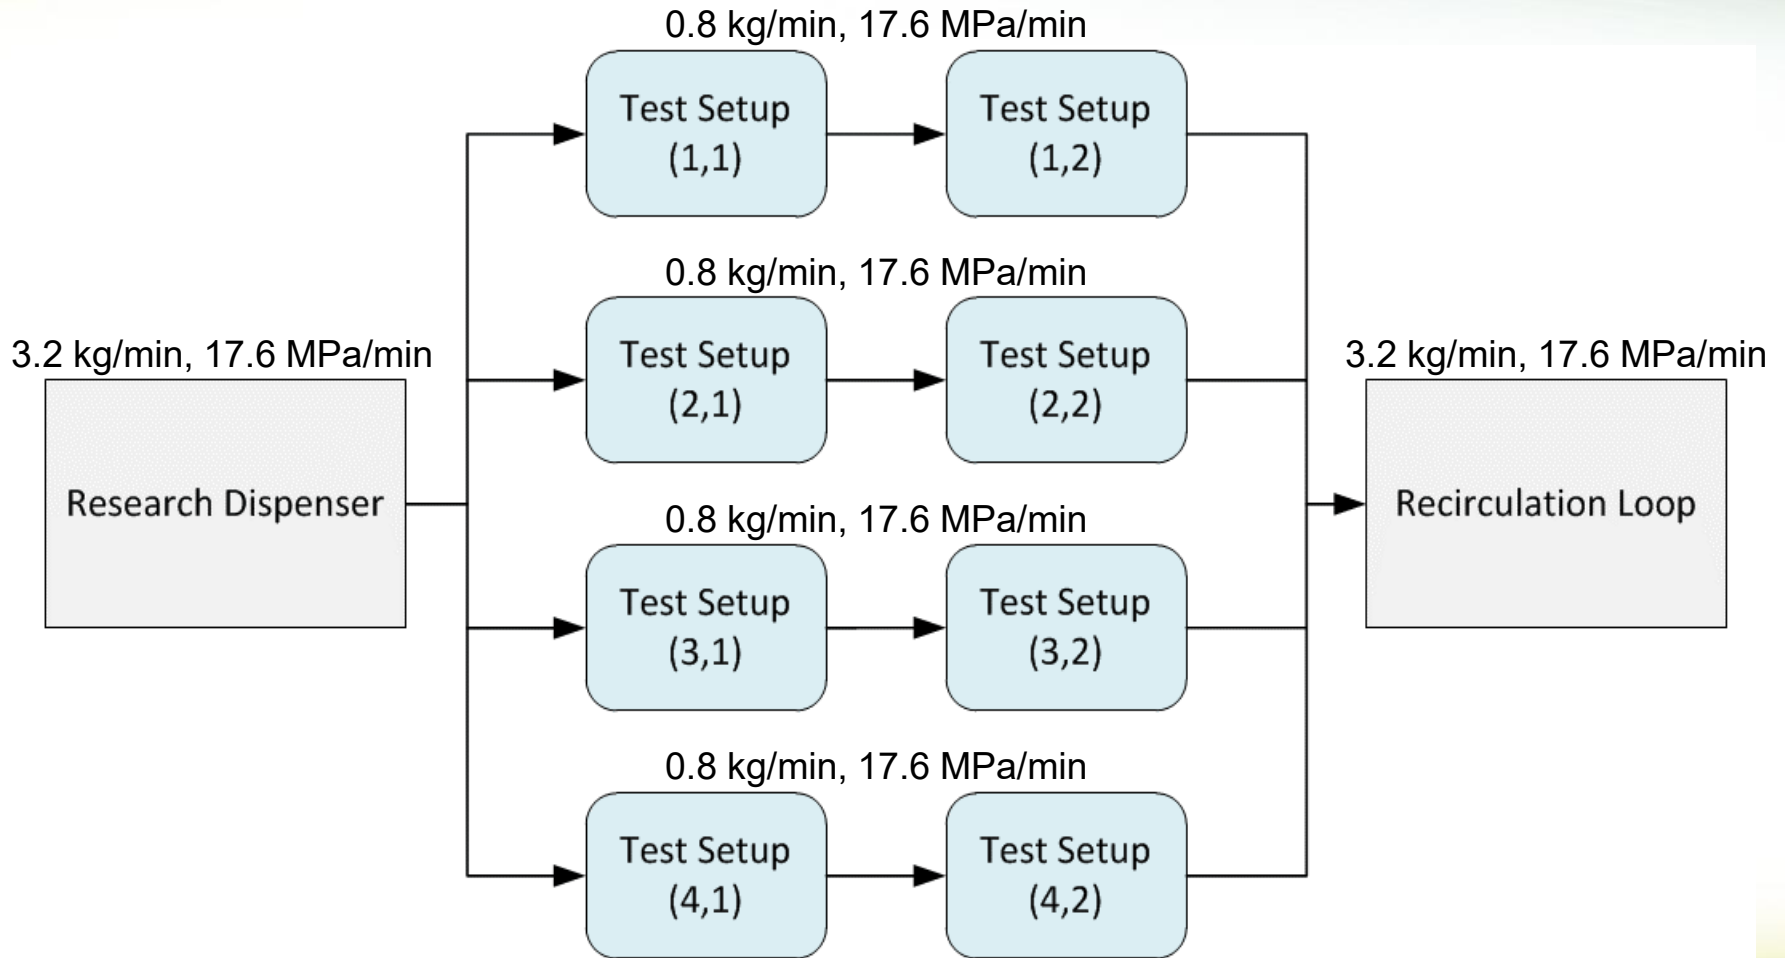 0.8 kg/min, 17.6 MPa/min
Test Setup
(1,1)
Test Setup
(1,2)
0.8 kg/min, 17.6 MPa/min
Test Setup
(2,1)
Test Setup
(2,2)
3.2 kg/min, 17.6 MPa/min
Research Dispenser
3.2 kg/min, 17.6 MPa/min
Recirculation Loop
0.8 kg/min, 17.6 MPa/min
Test Setup
(3,1)
Test Setup
(3,2)
0.8 kg/min, 17.6 MPa/min
Test Setup
(4,1)
Test Setup
(4,2)